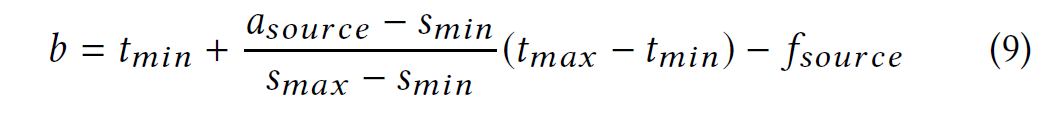 b = t_{min} + \frac{a_{source} - s_{min}}{s_{max} - s_{min}}(t_{max} - t_{min}) - f_{source} (9)